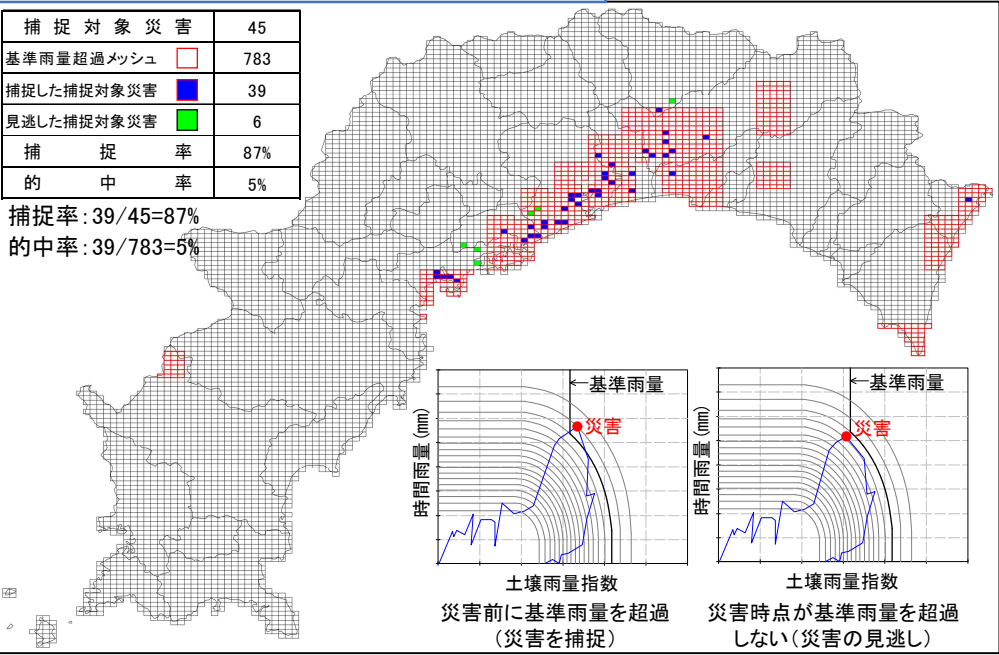 捕捉対象災害 45
基準雨量超過メッシュ 783
捕捉した捕捉対象災害 39
見逃した捕捉対象災害 6
捕捉率 87%
的中率 5%
捕捉率:39/45=87%
的中率:39/783=5%
←基準雨量
災害
時間雨量(mm)
土壌雨量指数
災害前に基準雨量を超過
(災害を捕捉)
←基準雨量
災害
時間雨量(mm)
土壌雨量指数
災害時点が基準雨量を超過
しない(災害の見逃し)